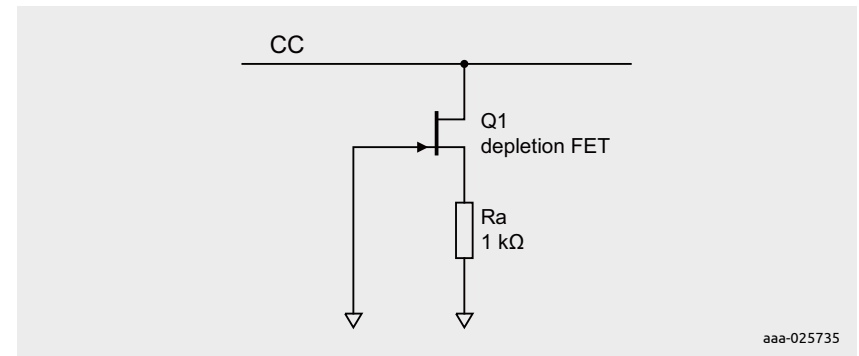 CC
Q1
depletion FET
Ra
1 kΩ
aaa-025735